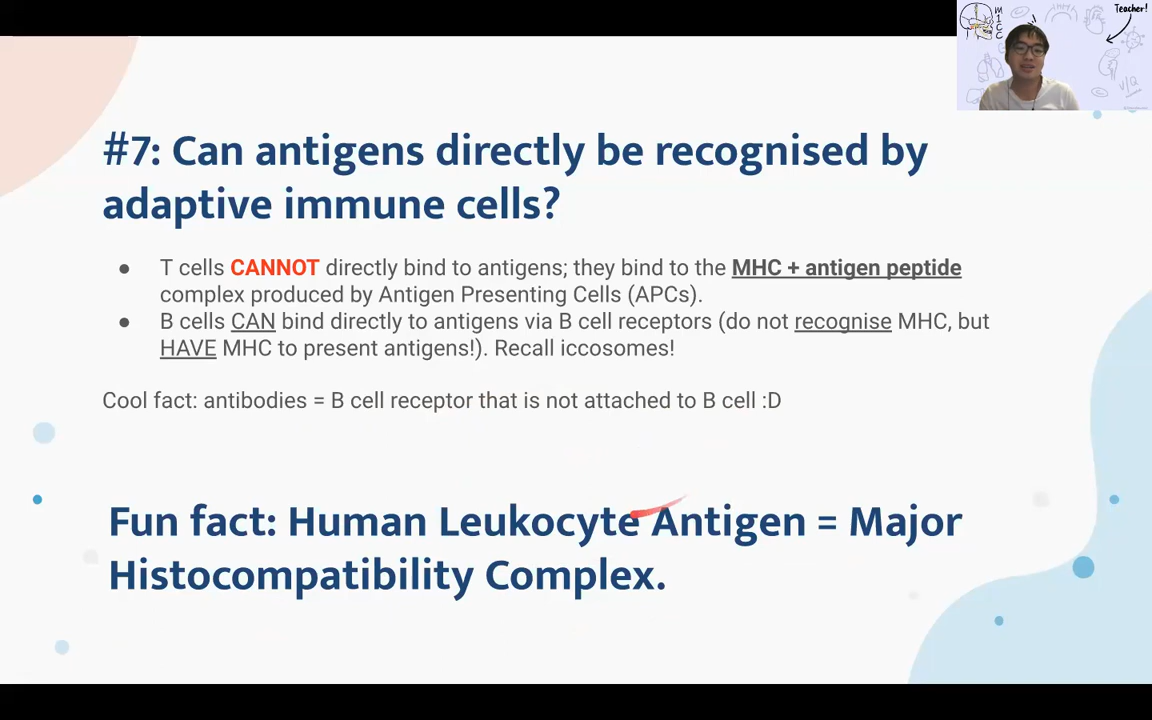 Teacher!
M
I
C
C
V/Q
#7: Can antigens directly be recognised by
adaptive immune cells?
● T cells CANNOT directly bind to antigens; they bind to the MHC + antigen peptide
complex produced by Antigen Presenting Cells (APCs).
● B cells CAN bind directly to antigens via B cell receptors (do not recognise MHC, but
HAVE MHC to present antigens!). Recall iccosomes!
Cool fact: antibodies = B cell receptor that is not attached to B cell :D
Fun fact: Human Leukocyte Antigen = Major
Histocompatibility Complex.